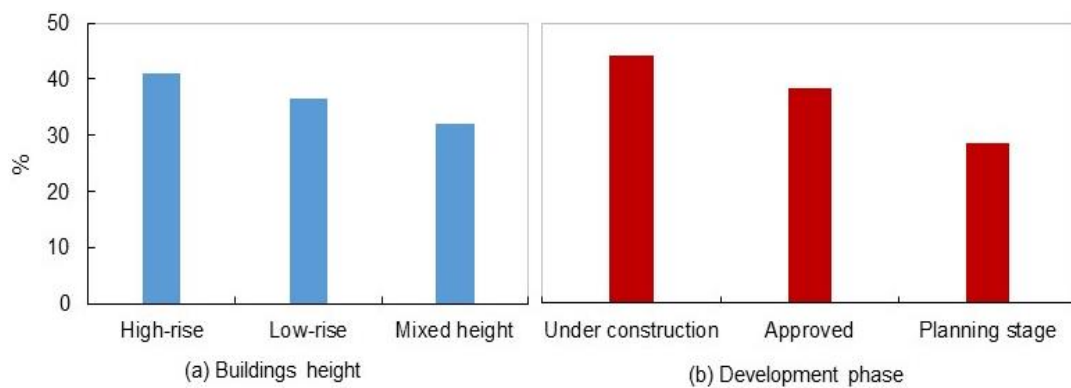 50
40
30
20
10
0
%
High-rise Low-rise Mixed height
(a) Buildings height
Under construction Approved Planning stage
(b) Development phase